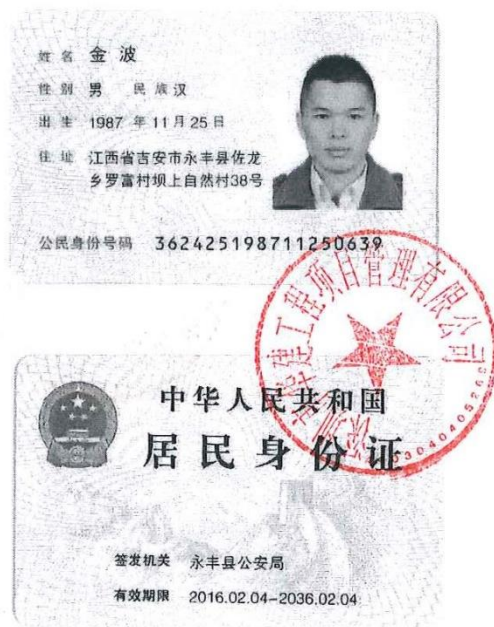 姓名 金波
性别 男 民族 汉
出生 1987 年 11 月 25 日
住址 江西省吉安市永丰县佐龙
乡罗富村坝上自然村38号
公民身份号码 362425198711250639
建工程项目管理有限公司
中华人民共和国
居民身份证
签发机关 永丰县公安局
有效期限 2016.02.04-2036.02.04